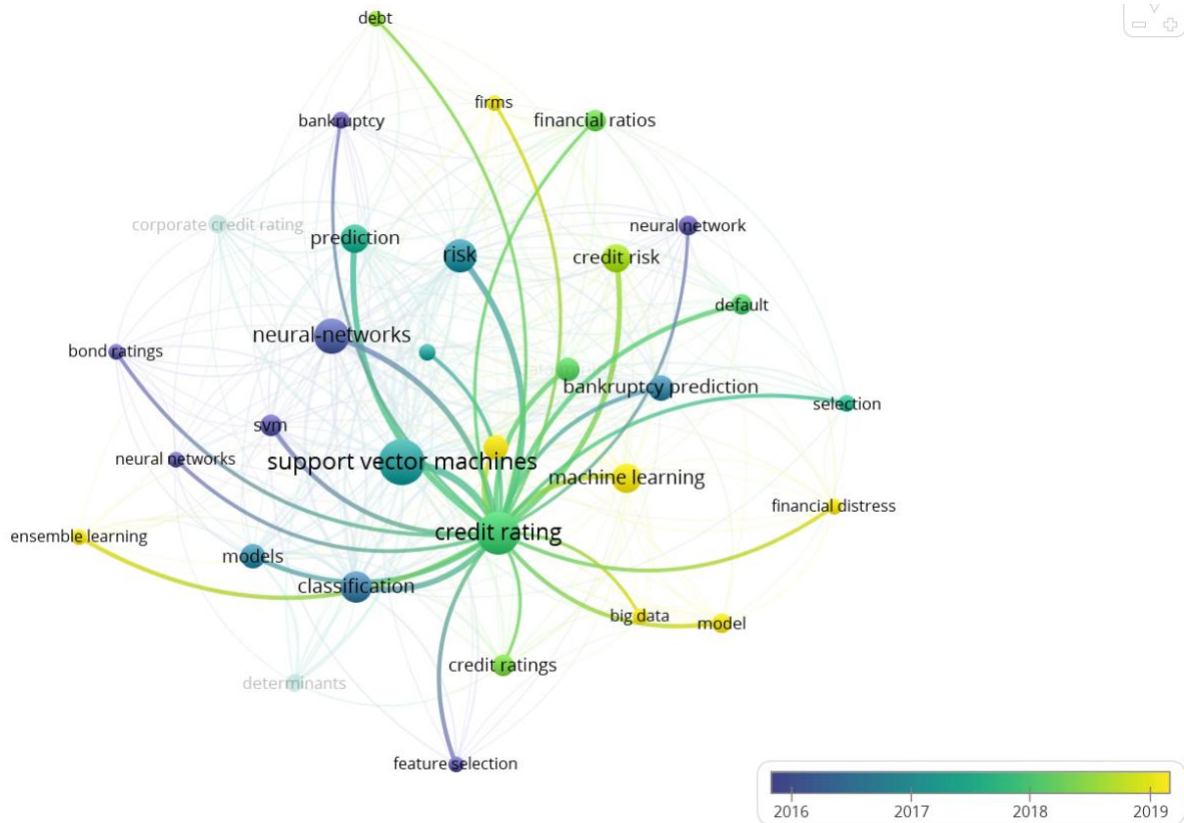 debt
firms
bankruptcy
financial ratios
corporate credit rating
neural network
prediction
risk
credit risk
default
neural-networks
bond ratings
bankruptcy prediction
selection
svm
neural networks
support vector machines
machine learning
financial distress
credit rating
ensemble learning
models
classification
big data
model
credit ratings
determinants
feature selection
2016 2017 2018 2019